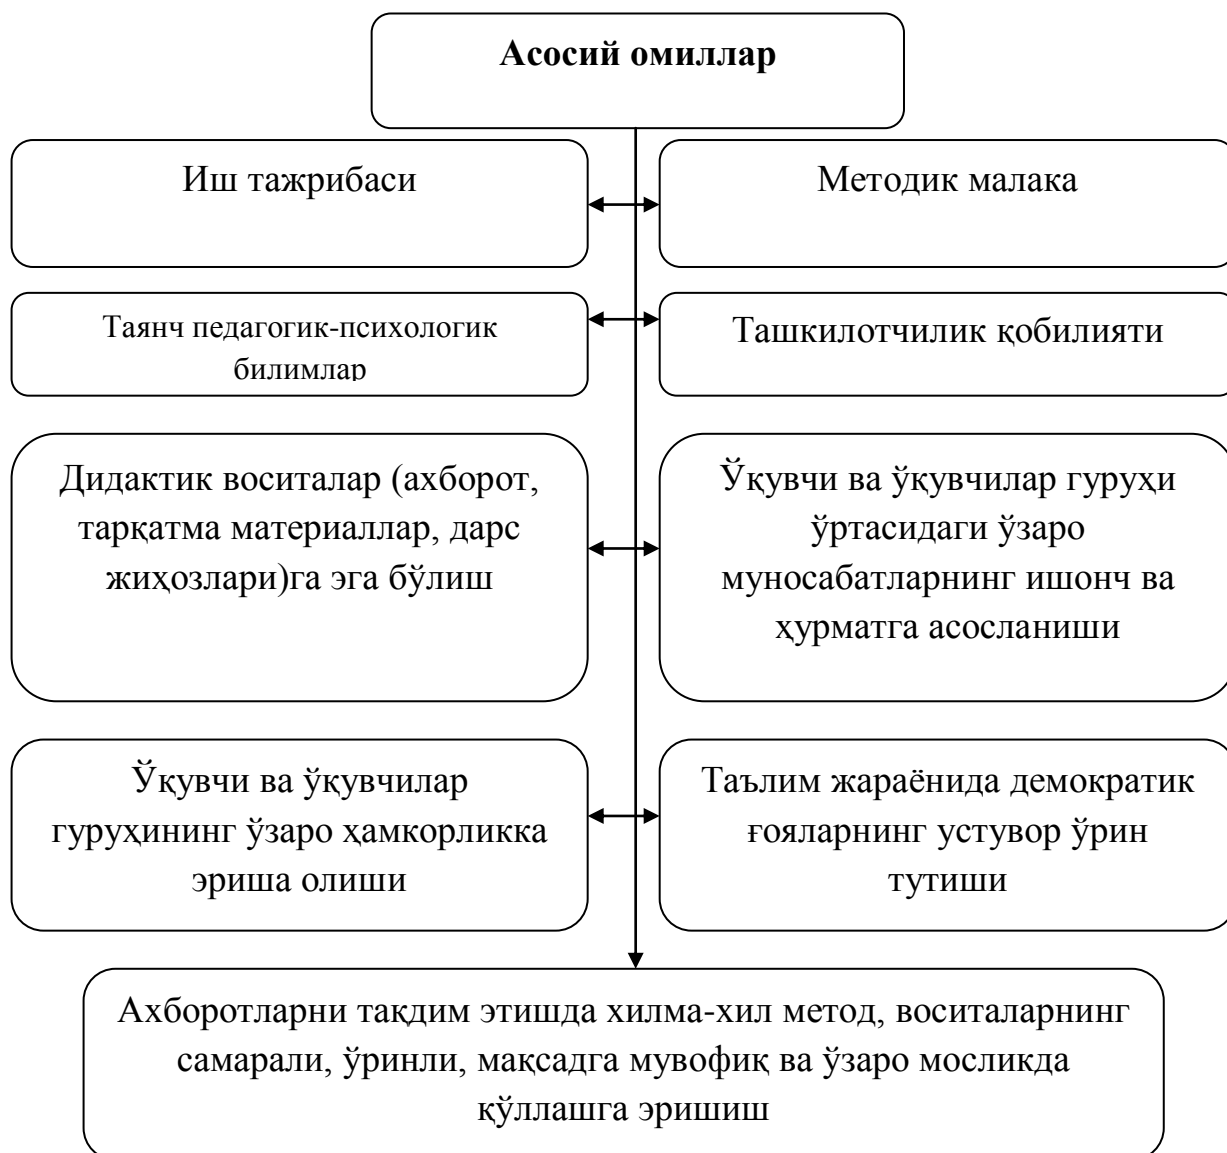 Асосий омиллар
Иш тажрибаси
Методик малака
Таянч педагогик-психологик
билимлар
Ташкилотчилик қобилияти
Дидактик воситалар (ахборот,
тарқатма материаллар, дарс
жиҳозлари)га эга бўлиш
Ўқувчи ва ўқувчилар гуруҳи
ўртасидаги ўзаро
муносабатларнинг ишонч ва
ҳурматга асосланиши
Ўқувчи ва ўқувчилар
гуруҳининг ўзаро ҳамкорликка
эриша олиши
Таълим жараёнида демократик
ғояларнинг устувор ўрин
тутиши
Ахборотларни тақдим этишда хилма-хил метод, воситаларнинг
самарали, ўринли, мақсадга мувофиқ ва ўзаро мосликда
қўллашга эришиш